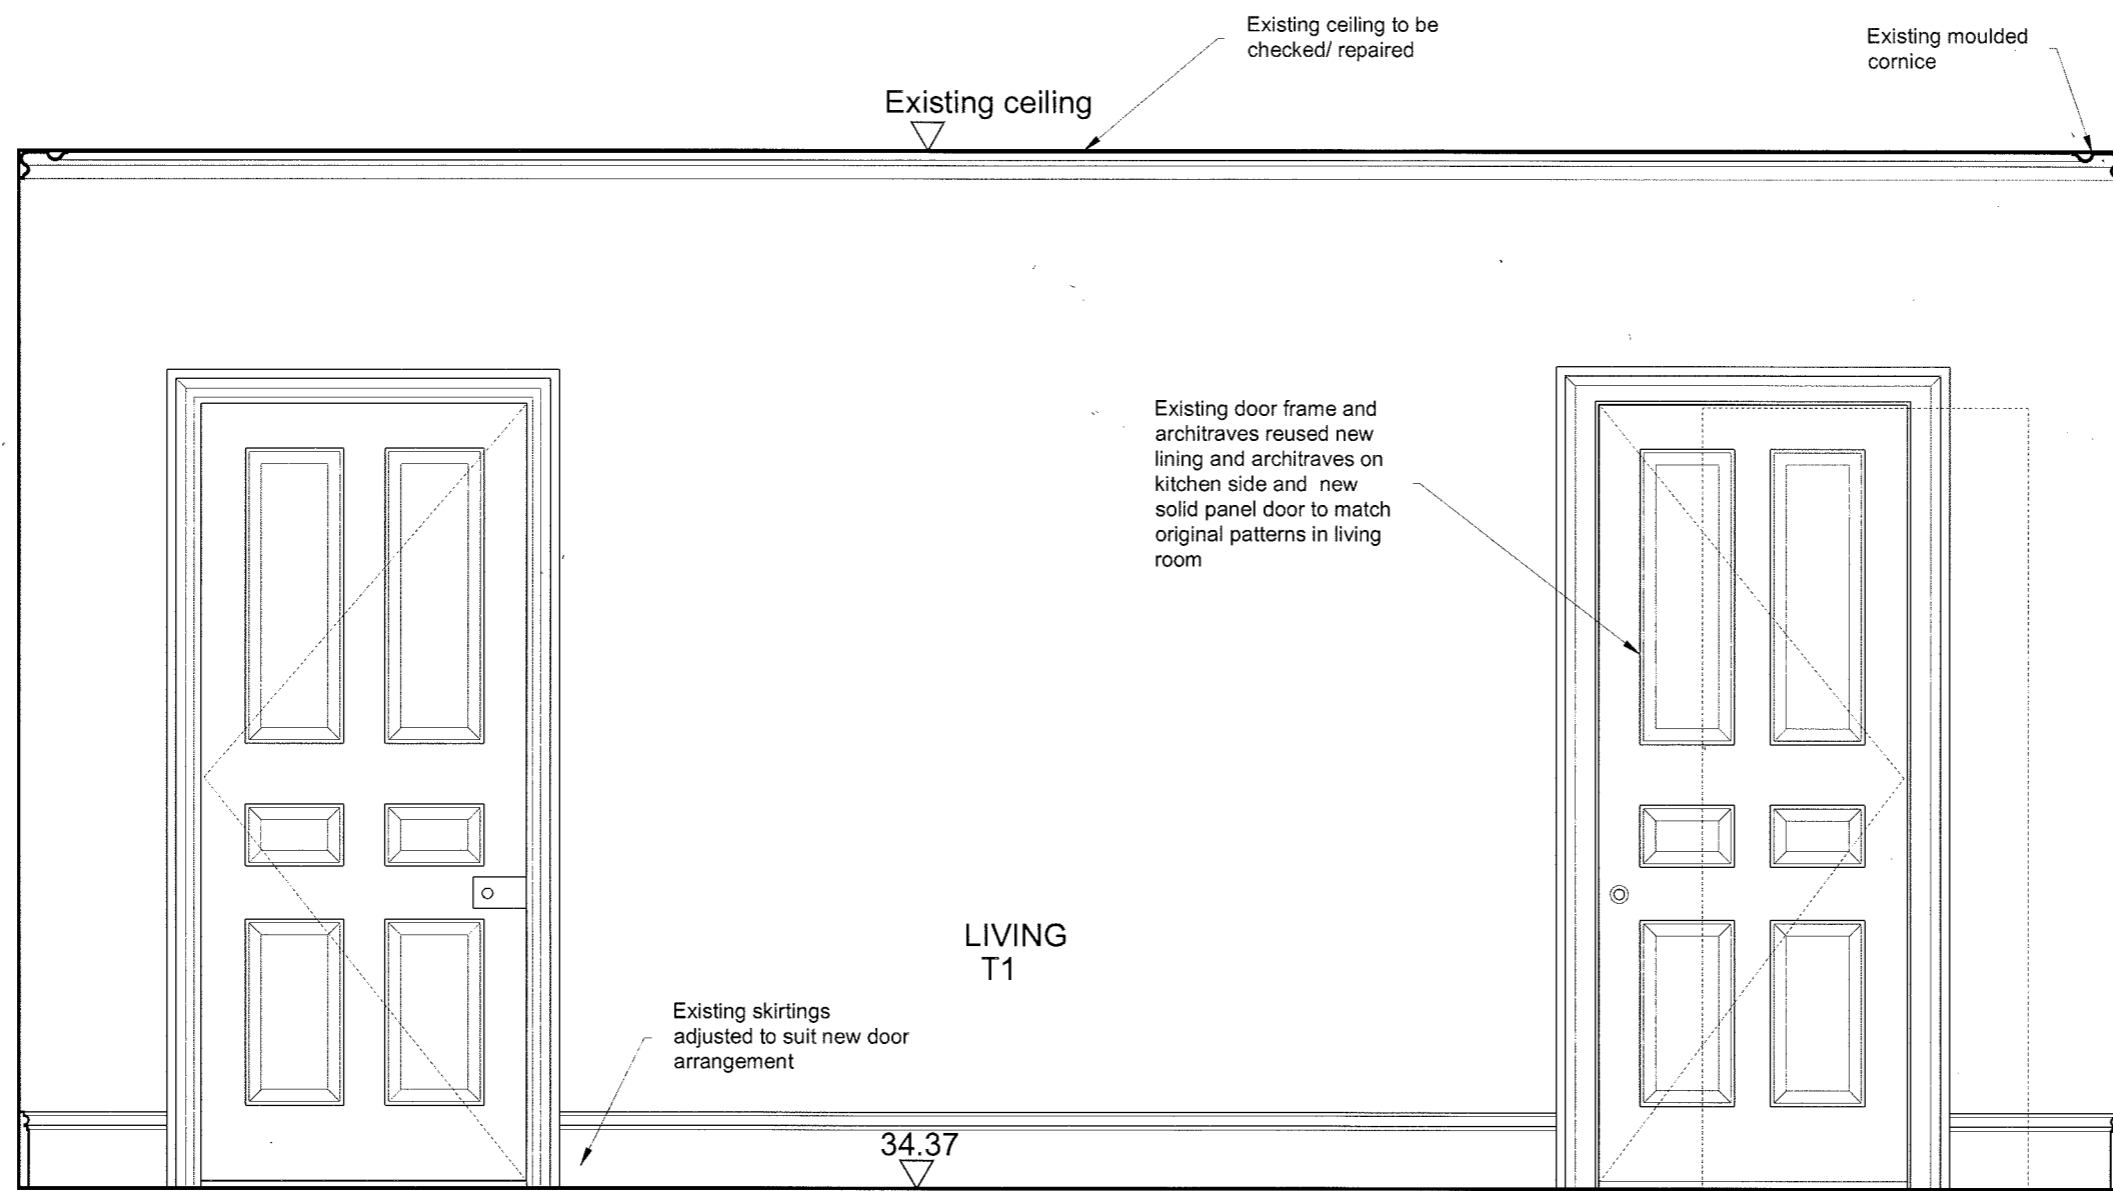 Existing ceiling to be
checked/ repaired
Existing moulded
cornice
Existing ceiling
Existing door frame and
architraves reused new
lining and architraves on
kitchen side and  new
solid panel door to match
original patterns in living
room
LIVING
T1
Existing skirtings
adjusted to suit new door
arrangement
34.37